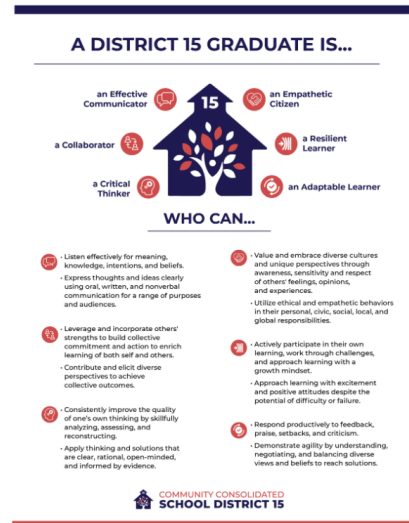 A DISTRICT 15 GRADUATE IS...
an Effective
Communicator
15
an Empathetic
Citizen
a Collaborator
a Resilient
Learner
a Critical
Thinker
an Adaptable Learner
WHO CAN...
• Listen effectively for meaning,
knowledge, intentions, and beliefs.
• Express thoughts and ideas clearly
using oral, written, and nonverbal
communication for a range of purposes
and audiences.
• Leverage and incorporate others'
strengths to build collective
commitment and action to enrich
learning of both self and others.
• Contribute and elicit diverse
perspectives to achieve
collective outcomes.
• Consistently improve the quality
of one's own thinking by skillfully
analyzing, assessing, and
reconstructing.
• Apply thinking and solutions that
are clear, rational, open-minded,
and informed by evidence.
• Value and embrace diverse cultures
and unique perspectives through
awareness, sensitivity and respect
of others' feelings, opinions,
and experiences.
• Utilize ethical and empathetic behaviors
in their personal, civic, social, local, and
global responsibilities.
• Actively participate in their own
learning, work through challenges,
and approach learning with a
growth mindset.
• Approach learning with excitement
and positive attitudes despite the
potential of difficulty or failure.
• Respond productively to feedback,
praise, setbacks, and criticism.
• Demonstrate agility by understanding,
negotiating, and balancing diverse
views and beliefs to reach solutions.
COMMUNITY CONSOLIDATED
SCHOOL DISTRICT 15